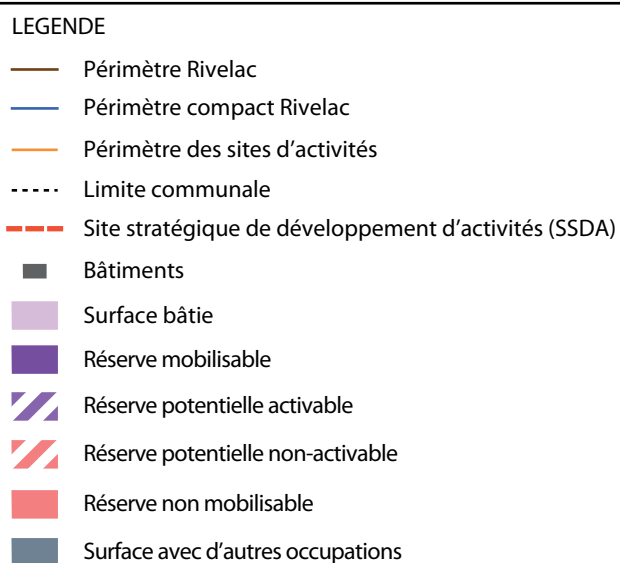 LEGENDE
Périmètre Rivelac
Périmètre compact Rivelac
Périmètre des sites d'activités
Limite communale
Site stratégique de développement d'activités (SSDA)
Bâtiments
Surface bâtie
Réserve mobilisable
Réserve potentielle activable
Réserve potentielle non-activable
Réserve non mobilisable
Surface avec d'autres occupations